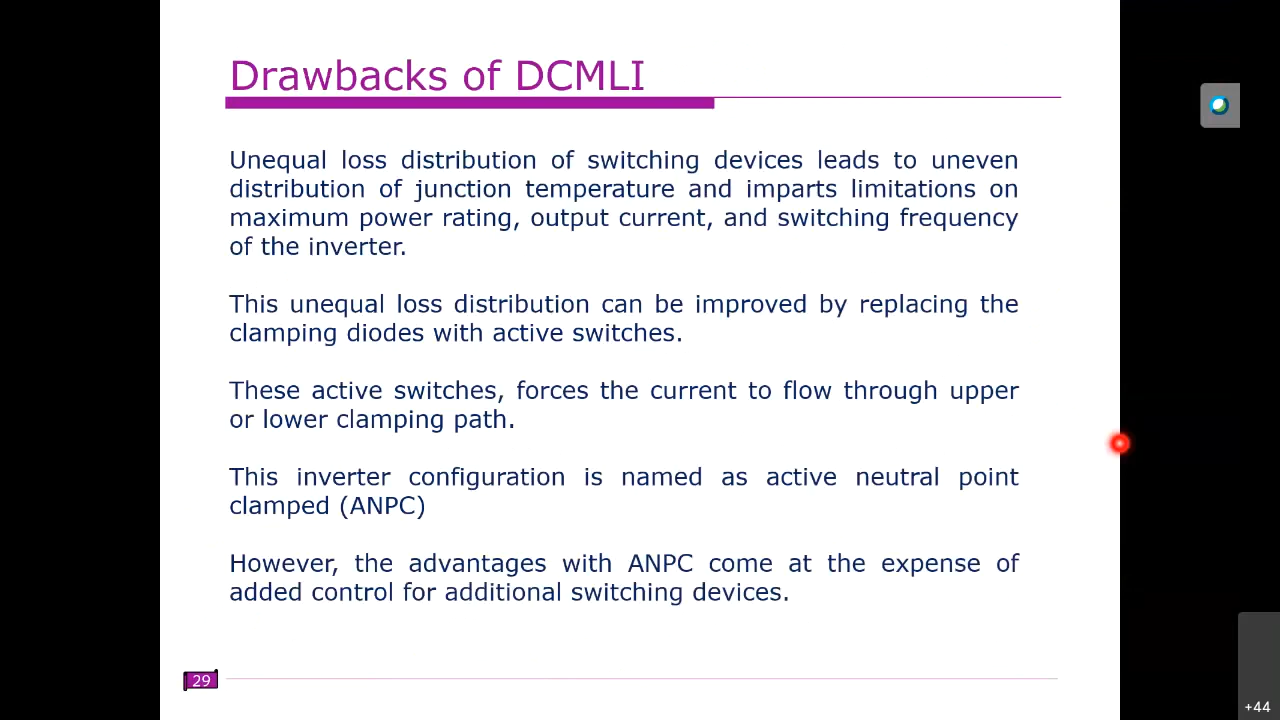 Drawbacks of DCMLI
Unequal loss distribution of switching devices leads to uneven
distribution of junction temperature and imparts limitations on
maximum power rating, output current, and switching frequency
of the inverter.
This unequal loss distribution can be improved by replacing the
clamping diodes with active switches.
These active switches, forces the current to flow through upper
or lower clamping path.
This inverter configuration is named as active neutral point
clamped (ANPC)
However, the advantages with ANPC come at the expense of
added control for additional switching devices.
29
+44